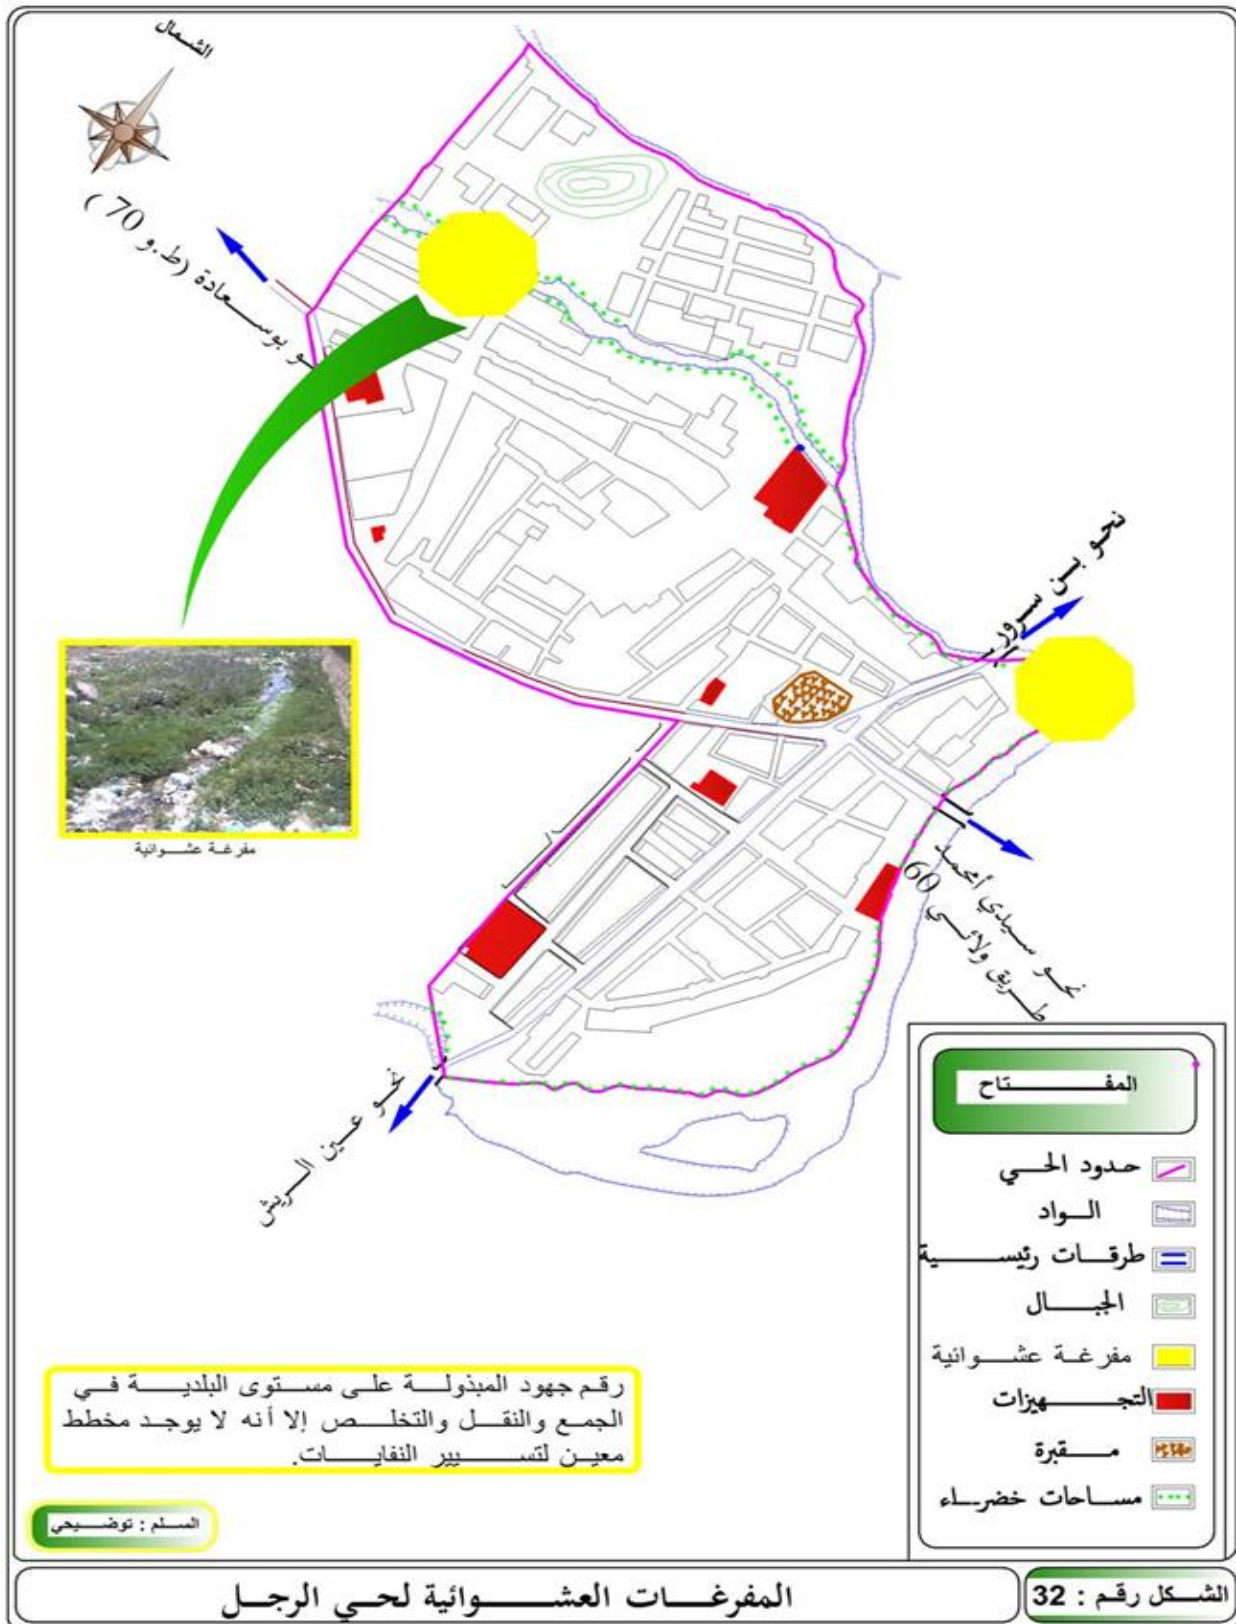 الشمال
نحو بوسعادة (ط.و 70 )
نحو بن سرور
نحو سيدي أمحمد
طريق ولائي 60
نحو عين الريش
مفرغة عشوائية
المفتاح
حدود الحي
الواد
طرقات رئيسية
الجبال
مفرغة عشوائية
التجهيزات
مقبرة
مساحات خضراء
رقم جهود المبذولة على مستوى البلدية في
الجمع والنقل والتخلص إلا أنه لا يوجد مخطط
معين لتسيير النفايات.
السلم : توضيحي
الشكل رقم : 32
المفرغات العشوائية لحي الرجل